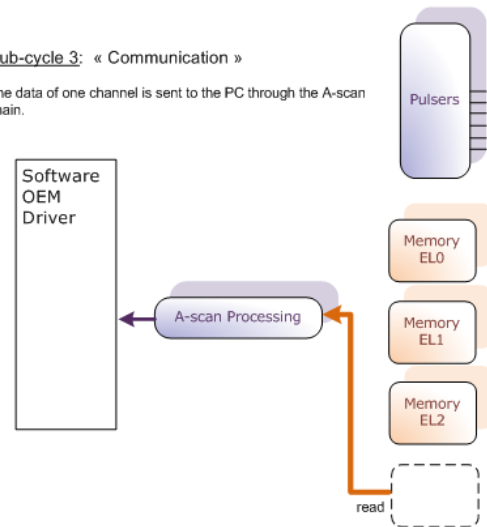 ub-cycle 3: « Communication »
he data of one channel is sent to the PC through the A-scan
hain.
Pulsers
Software
OEM
Driver
Memory
EL0
A-scan Processing
Memory
EL1
Memory
EL2
read